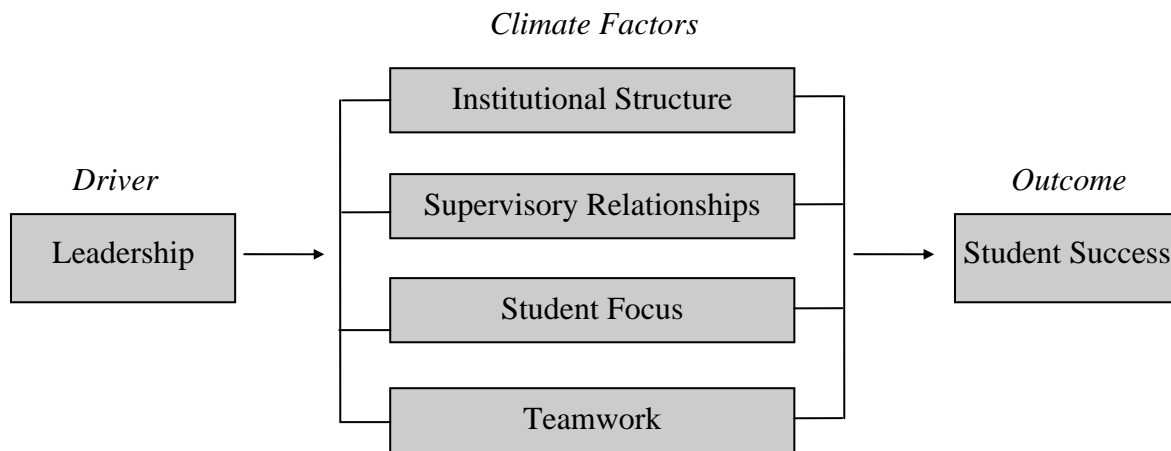 Climate Factors
Institutional Structure
Driver
Supervisory Relationships
Outcome
Leadership
Student Success
Student Focus
Teamwork